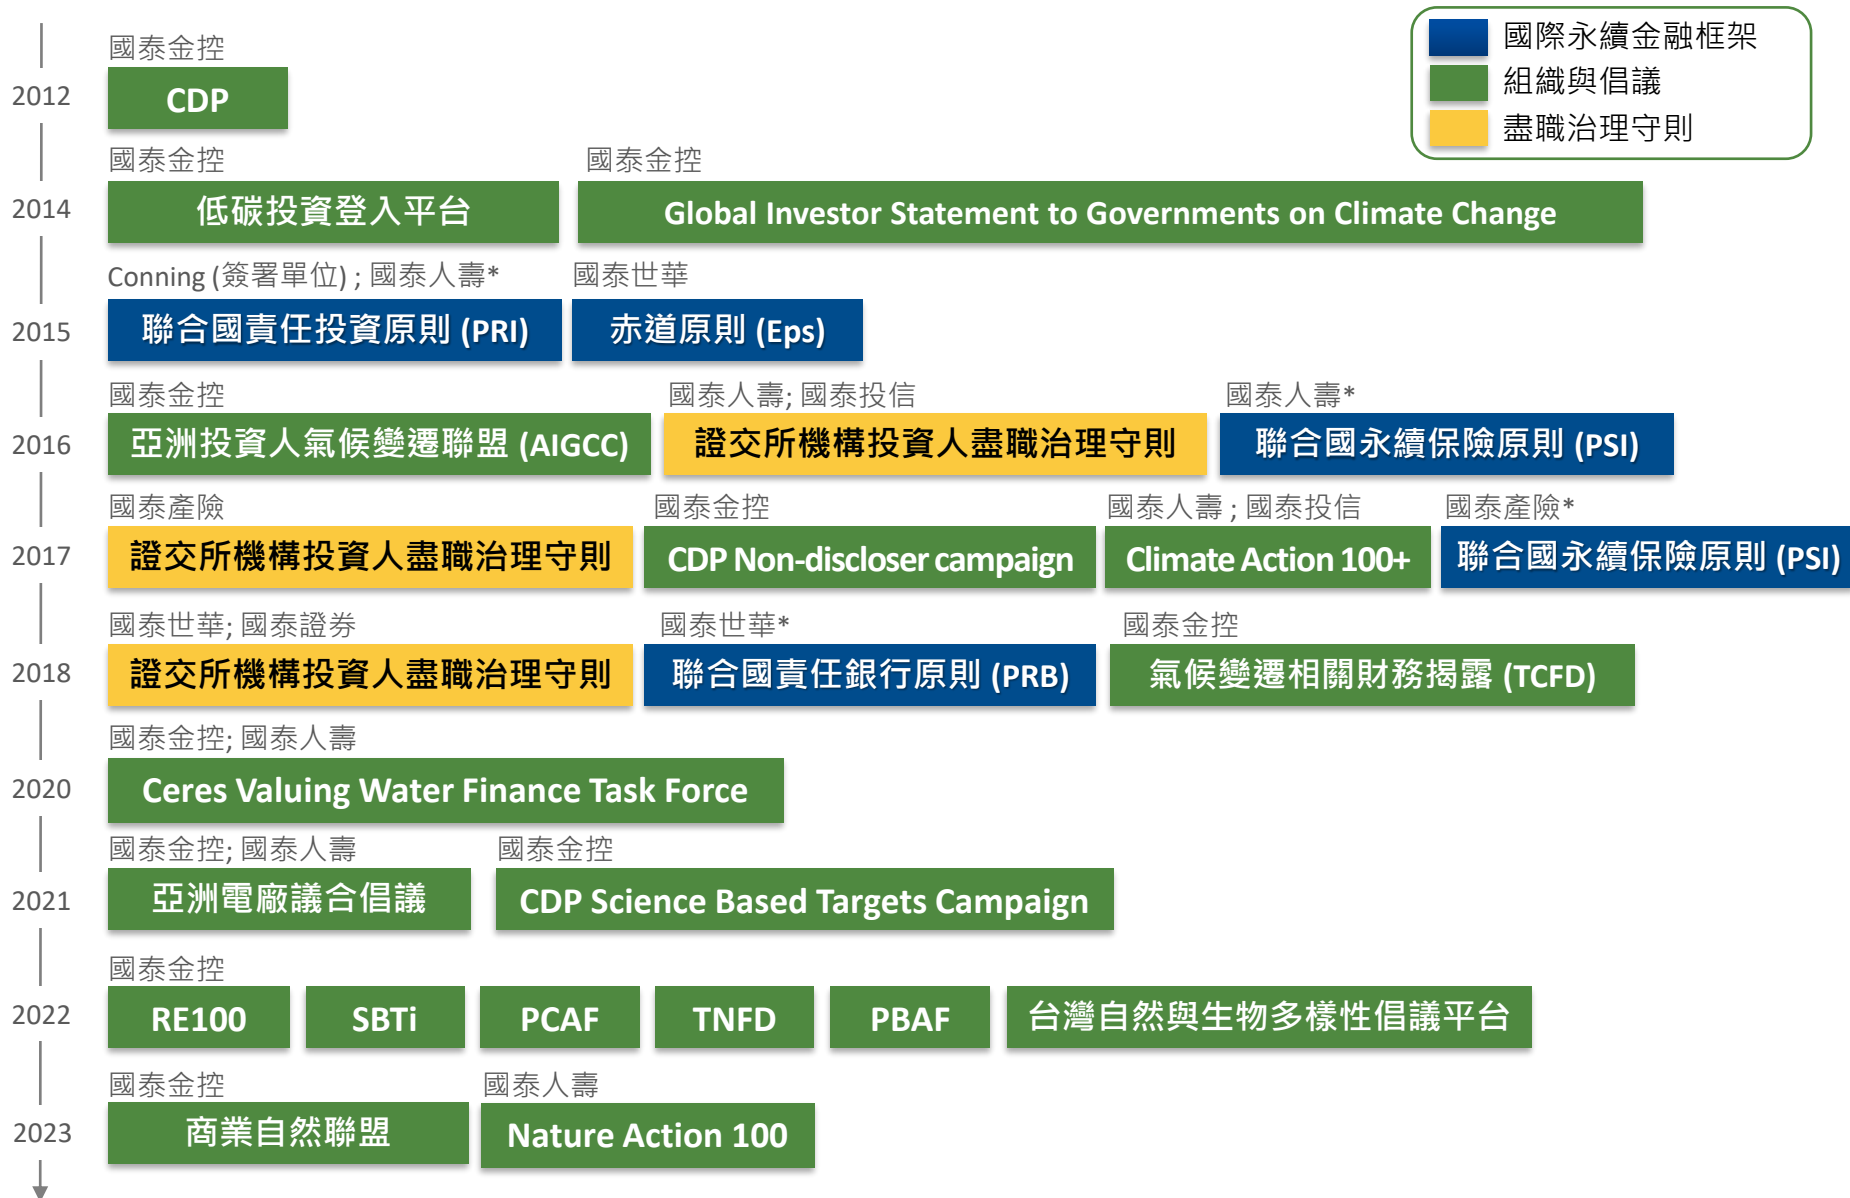 國際永續金融框架
組織與倡議
盡職治理守則
國泰金控
2012
CDP
國泰金控 國泰金控
2014
低碳投資登入平台
Global Investor Statement to Governments on Climate Change
Conning (簽署單位) ; 國泰人壽* 國泰世華
2015
聯合國責任投資原則 (PRI)
赤道原則 (Eps)
國泰金控 國泰人壽; 國泰投信 國泰人壽*
2016
亞洲投資人氣候變遷聯盟 (AIGCC)
證交所機構投資人盡職治理守則
聯合國永續保險原則 (PSI)
國泰產險 國泰金控 國泰人壽 ; 國泰投信 國泰產險*
2017
證交所機構投資人盡職治理守則
CDP Non-discloser campaign
Climate Action 100+
聯合國永續保險原則 (PSI)
國泰世華; 國泰證券 國泰世華* 國泰金控
2018
證交所機構投資人盡職治理守則
聯合國責任銀行原則 (PRB)
氣候變遷相關財務揭露 (TCFD)
國泰金控; 國泰人壽
2020
Ceres Valuing Water Finance Task Force
國泰金控; 國泰人壽 國泰金控
2021
亞洲電廠議合倡議
CDP Science Based Targets Campaign
國泰金控
2022
RE100
SBTi
PCAF
TNFD
PBAF
台灣自然與生物多樣性倡議平台
國泰金控 國泰人壽
2023
商業自然聯盟
Nature Action 100